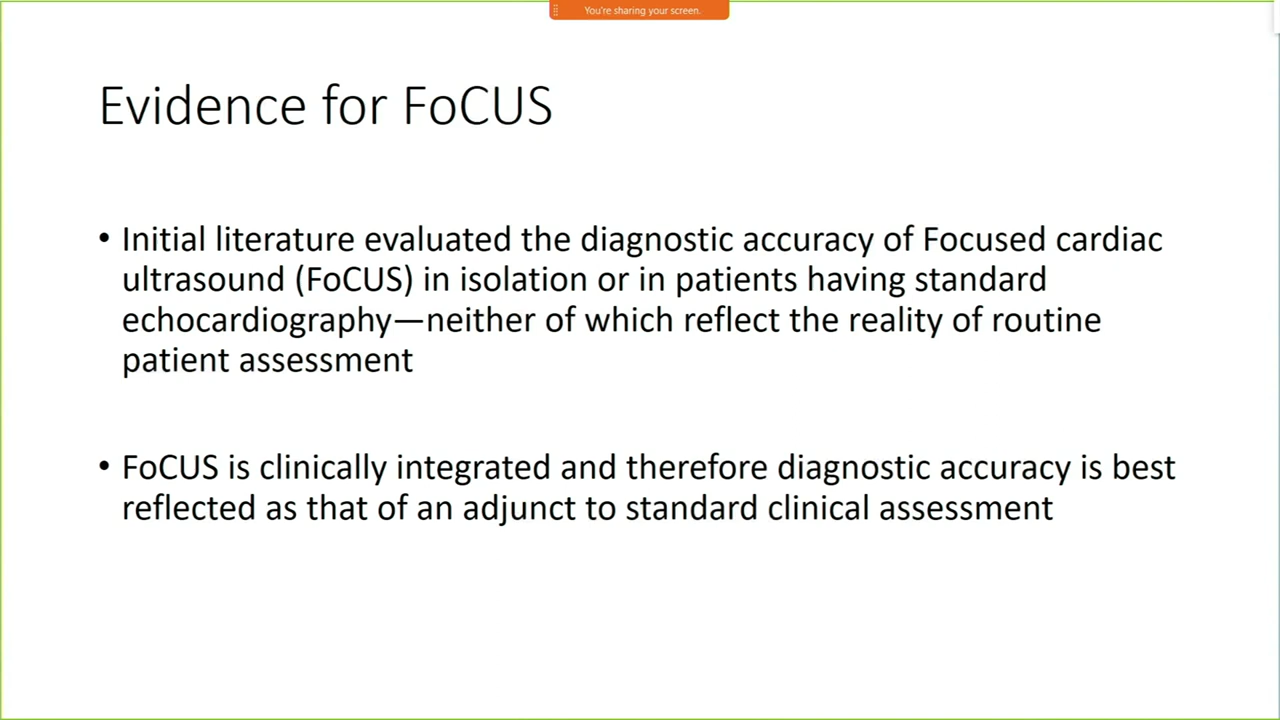 You're sharing your screen.
Evidence for FoCUS
• Initial literature evaluated the diagnostic accuracy of Focused cardiac
ultrasound (FoCUS) in isolation or in patients having standard
echocardiography—neither of which reflect the reality of routine
patient assessment
• FoCUS is clinically integrated and therefore diagnostic accuracy is best
reflected as that of an adjunct to standard clinical assessment